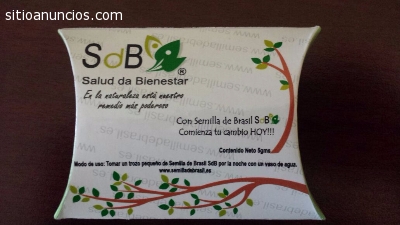 sitioanuncios.com
SdB
®
Salud da Bienestar
En la naturaleza está nuestro
remedio más poderoso
Con Semilla de Brasil SdB
Comienza tu cambio HOY!!!
Contenido Neto 5gms.
Modo de uso: Tomar un trozo pequeño de Semilla de Brasil SdB por la noche con un vaso de aguz.
www.semilladebrasil.es